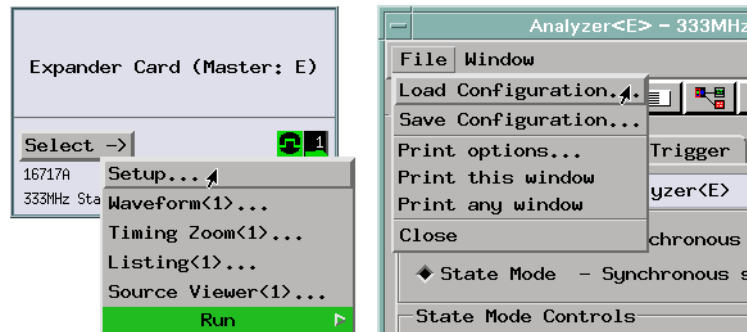 Expander Card (Master: E)
Select ->
1
16717A
333MHz Sta
Setup...
Waveform<1>...
Timing Zoom<1>...
Listing<1>...
Source Viewer<1>...
Run
Analyzer<E> - 333MHz
File Window
Load Configuration...
Save Configuration...
Print options...
Print this window
Print any window
Close
Trigger
yzer<E>
chronous
State Mode - Synchronous s
State Mode Controls